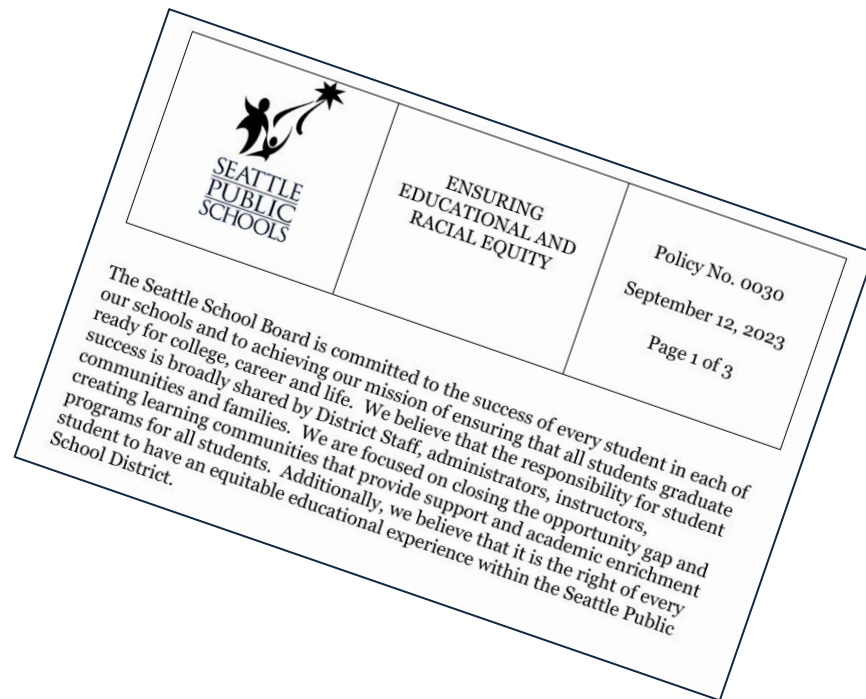 SEATTLE
PUBLIC
SCHOOLS
ENSURING
EDUCATIONAL AND
RACIAL EQUITY
Policy No. 0030
September 12, 2023
Page 1 of 3
The Seattle School Board is committed to the success of every student in each of
our schools and to achieving our mission of ensuring that all students graduate
ready for college, career and life.  We believe that the responsibility for student
success is broadly shared by District Staff, administrators, instructors,
communities and families.  We are focused on closing the opportunity gap and
creating learning communities that provide support and academic enrichment
programs for all students.  Additionally, we believe that it is the right of every
student to have an equitable educational experience within the Seattle Public
School District.